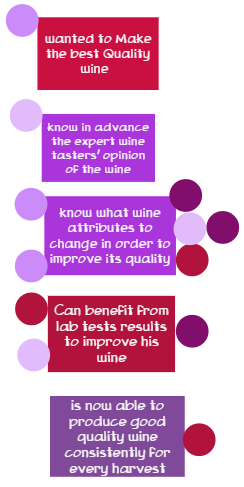 wanted to Make
the best Quality
wine
know in advance
the expert wine
tasters' opinion
of the wine
know what wine
attributes to
change in order to
improve its quality
Can benefit from
lab tests results
to improve his
wine
is now able to
produce good
quality wine
consistently for
every harvest